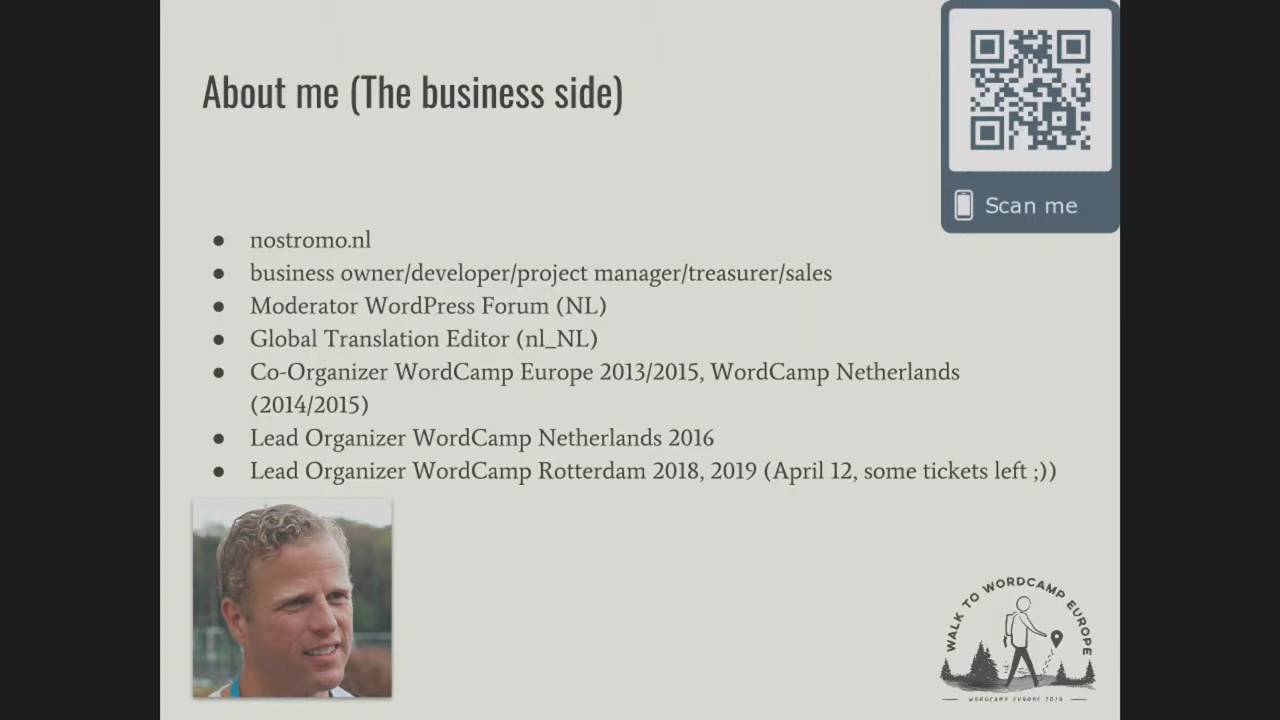 About me (The business side)
Scan me
● nostromo.nl
● business owner/developer/project manager/treasurer/sales
● Moderator WordPress Forum (NL)
● Global Translation Editor (nl_NL)
● Co-Organizer WordCamp Europe 2013/2015, WordCamp Netherlands
(2014/2015)
● Lead Organizer WordCamp Netherlands 2016
● Lead Organizer WordCamp Rotterdam 2018, 2019 (April 12, some tickets left ;))
WALK TO WORDCAMP EUROPE
WORDCAMP EUROPE 2019